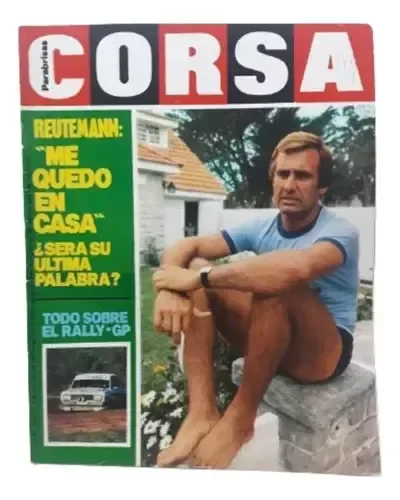 Parabrisas
CORSA
REUTEMANN:
"ME
QUEDO
EN
CASA"
¿SERA SU
ULTIMA
PALABRA?
TODO SOBRE
EL RALLY-GP